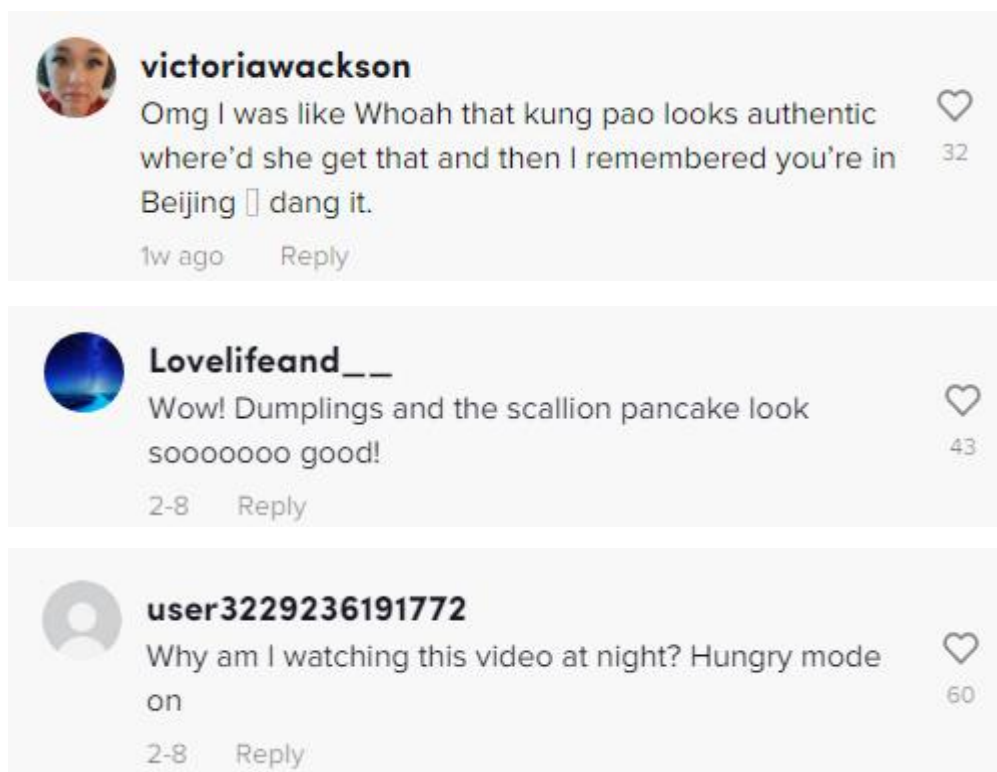 victoriawackson
Omg I was like Whoah that kung pao looks authentic
32
where'd she get that and then I remembered you're in
Beijing ▯ dang it.
1w ago Reply
Lovelifeand__
Wow! Dumplings and the scallion pancake look
sooooooo good!
43
2-8 Reply
user3229236191772
Why am I watching this video at night? Hungry mode
on
60
2-8 Reply